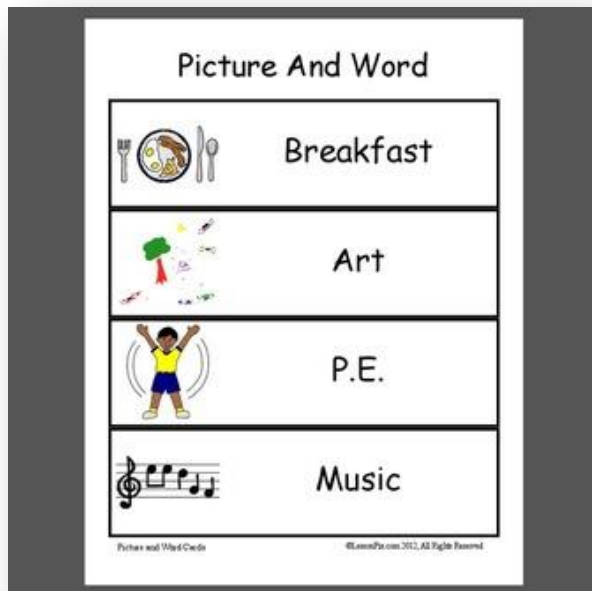 Picture And Word
Breakfast
Art
P.E.
Music
Picture and Word Cards ©LessonPix.com 2012, All Rights Reserved